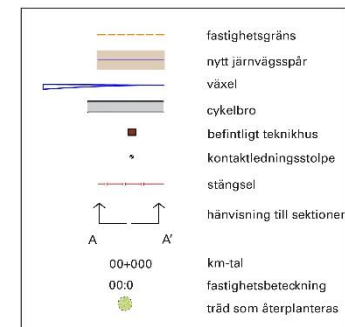 fastighetsgräns
nytt järnvägsspår
växel
cykelbro
befintligt teknikhus
kontaktledningsstolpe
stängsel
hänvisning till sektioner
A A'
00+000 km-tal
00:0 fastighetsbeteckning
träd som återplanteras